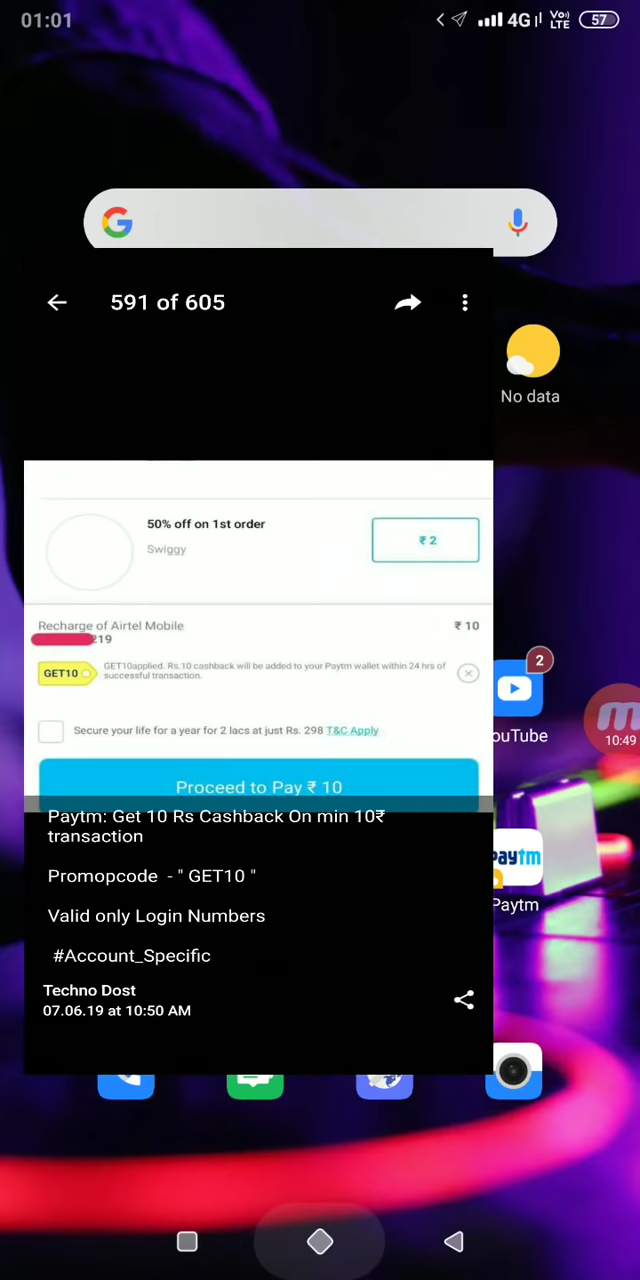 01:01
4G
Vo))
LTE
57
591 of 605
No data
50% off on 1st order
Swiggy
₹ 2
Recharge of Airtel Mobile
₹ 10
219
GET10
GET10applied. Rs.10 cashback will be added to your Paytm wallet within 24 hrs of
successful transaction.
Secure your life for a year for 2 lacs at just Rs. 298 T&C Apply
2
ouTube
10:49
Proceed to Pay ₹ 10
Paytm: Get 10 Rs Cashback On min 10₹
transaction
Promopcode - " GET10 "
paytm
Paytm
Valid only Login Numbers
#Account_Specific
Techno Dost
07.06.19 at 10:50 AM